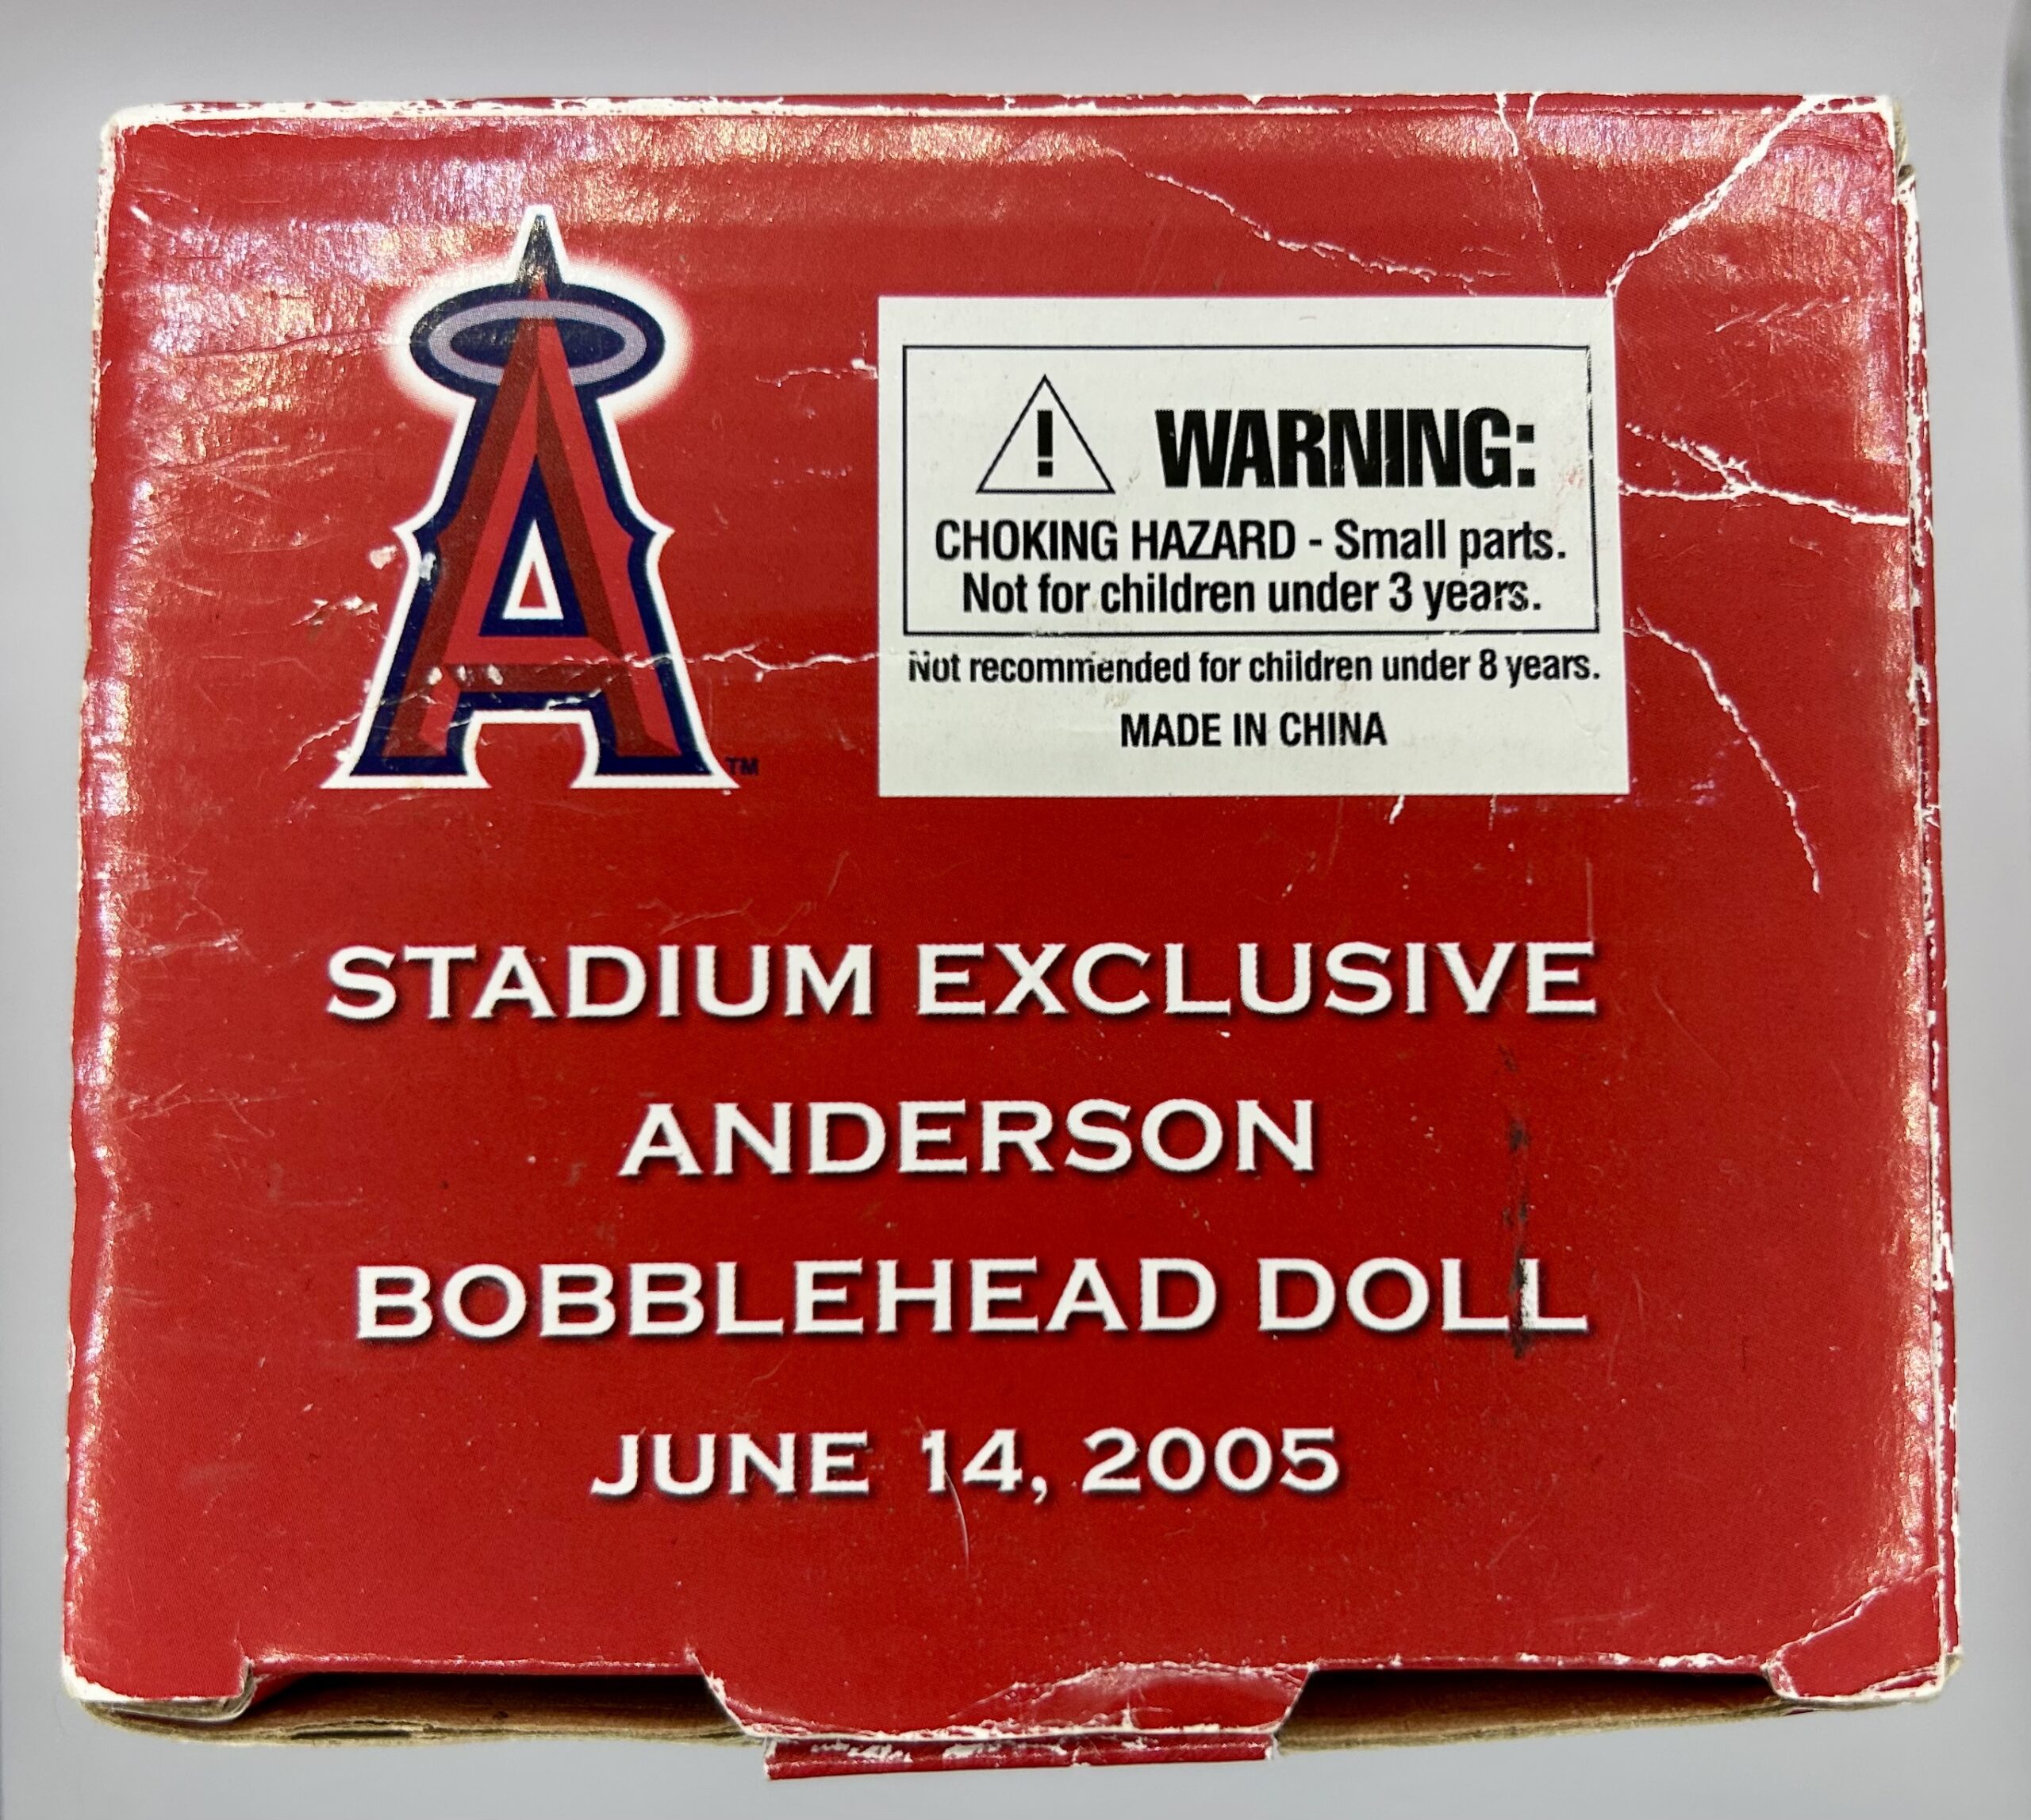 A
TM
! WARNING:
CHOKING HAZARD - Small parts.
Not for children under 3 years.
Not recommended for children under 8 years.
MADE IN CHINA
STADIUM EXCLUSIVE
ANDERSON
BOBBLEHEAD DOLL
JUNE 14, 2005